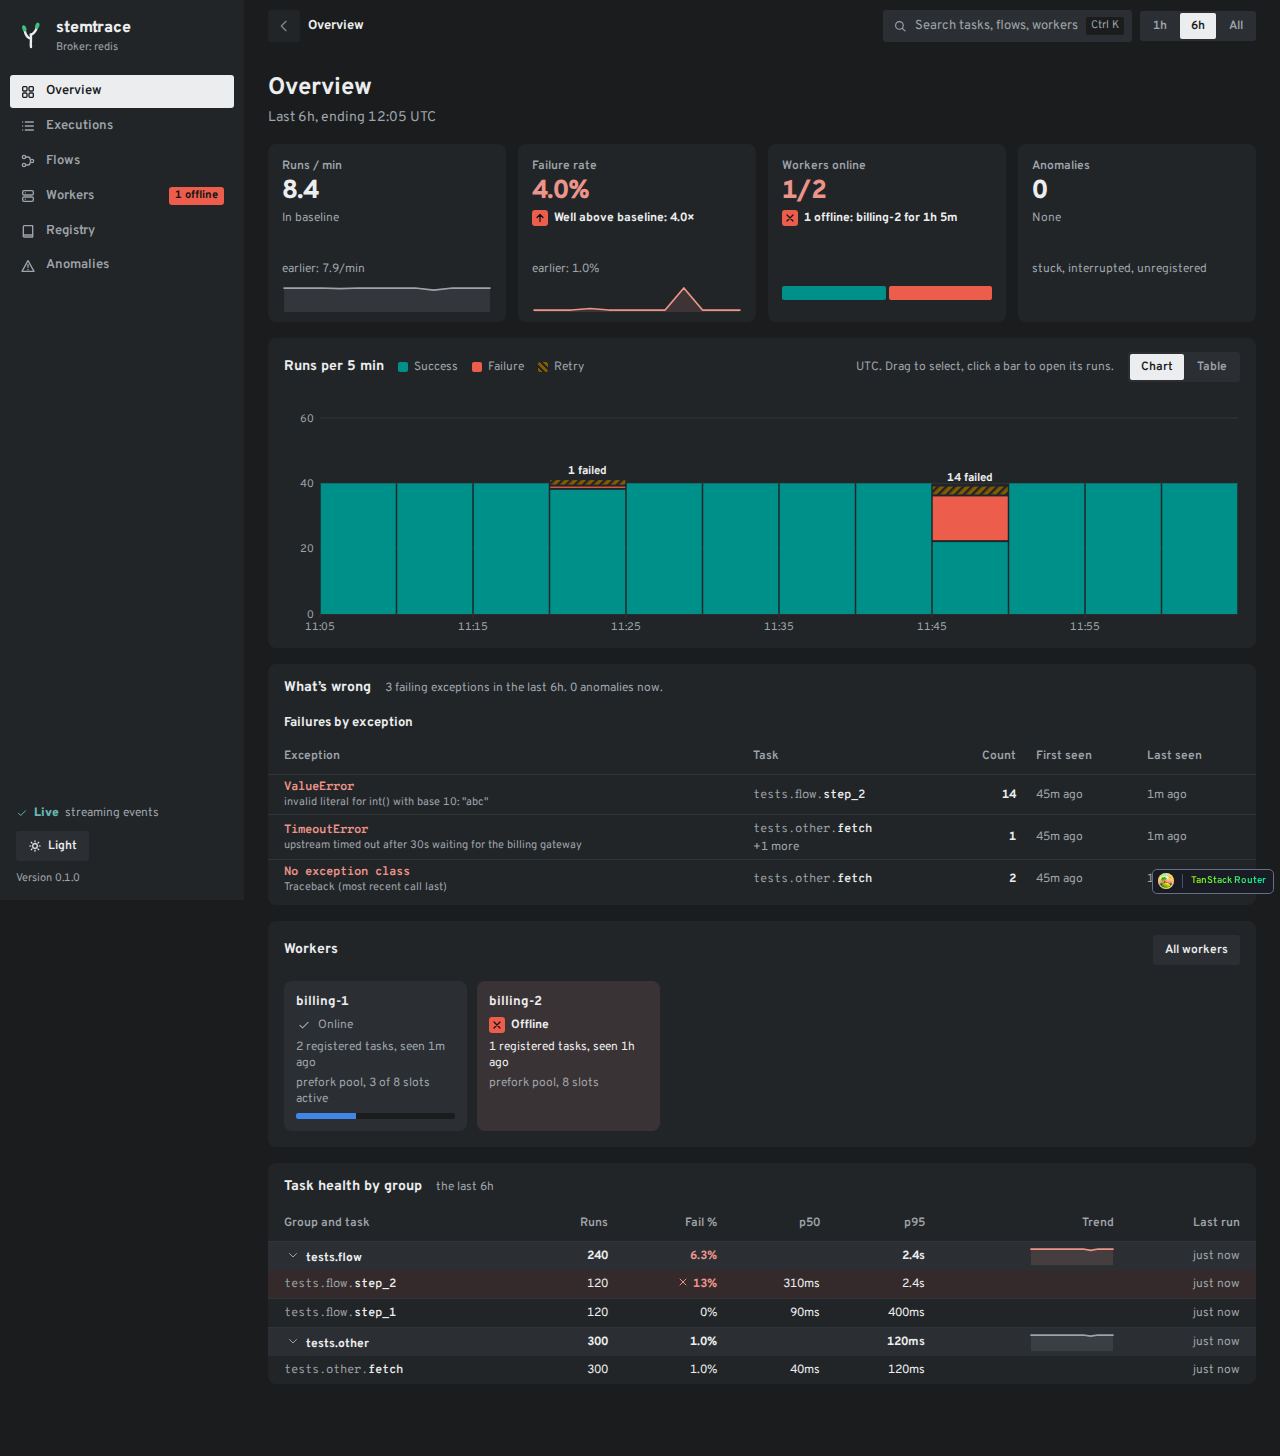 stemtrace
Broker: redis
Overview
Executions
Flows
Workers
1 offline
Registry
Anomalies
Live streaming events
Light
Version 0.1.0
Overview
Search tasks, flows, workers
Ctrl K
1h
6h
All
Overview
Last 6h, ending 12:05 UTC
Runs / min
8.4
In baseline
earlier: 7.9/min
Failure rate
4.0%
Well above baseline: 4.0×
earlier: 1.0%
Workers online
1/2
1 offline: billing-2 for 1h 5m
Anomalies
0
None
stuck, interrupted, unregistered
Runs per 5 min
Success
Failure
Retry
UTC. Drag to select, click a bar to open its runs.
Chart
Table
60
40
20
0
1 failed
14 failed
11:05
11:15
11:25
11:35
11:45
11:55
What's wrong
3 failing exceptions in the last 6h. 0 anomalies now.
Failures by exception
Exception Task Count First seen Last seen
ValueError
invalid literal for int() with base 10: "abc"
tests.flow.step_2 14 45m ago 1m ago
TimeoutError
upstream timed out after 30s waiting for the billing gateway
tests.other.fetch
+1 more
1 45m ago 1m ago
No exception class
Traceback (most recent call last)
tests.other.fetch 2 45m ago
TanStack Router
Workers
All workers
billing-1
Online
2 registered tasks, seen 1m
ago
prefork pool, 3 of 8 slots
active
billing-2
Offline
1 registered tasks, seen 1h
ago
prefork pool, 8 slots
Task health by group
the last 6h
Group and task Runs Fail % p50 p95 Trend Last run
tests.flow 240 6.3% 2.4s just now
tests.flow.step_2 120 13% 310ms 2.4s just now
tests.flow.step_1 120 0% 90ms 400ms just now
tests.other 300 1.0% 120ms just now
tests.other.fetch 300 1.0% 40ms 120ms just now